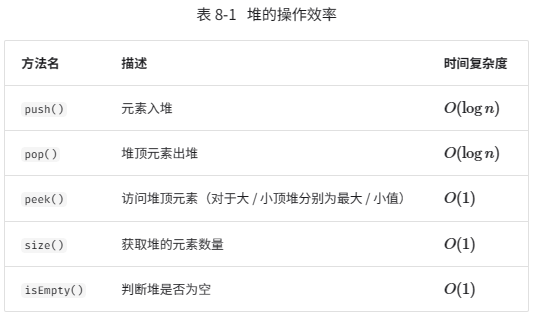 表 8-1 堆的操作效率
方法名 描述 时间复杂度
push() 元素入堆 O(log n)
pop() 堆顶元素出堆 O(log n)
peek() 访问堆顶元素（对于大 / 小顶堆分别为最大 / 小值） O(1)
size() 获取堆的元素数量 O(1)
isEmpty() 判断堆是否为空 O(1)